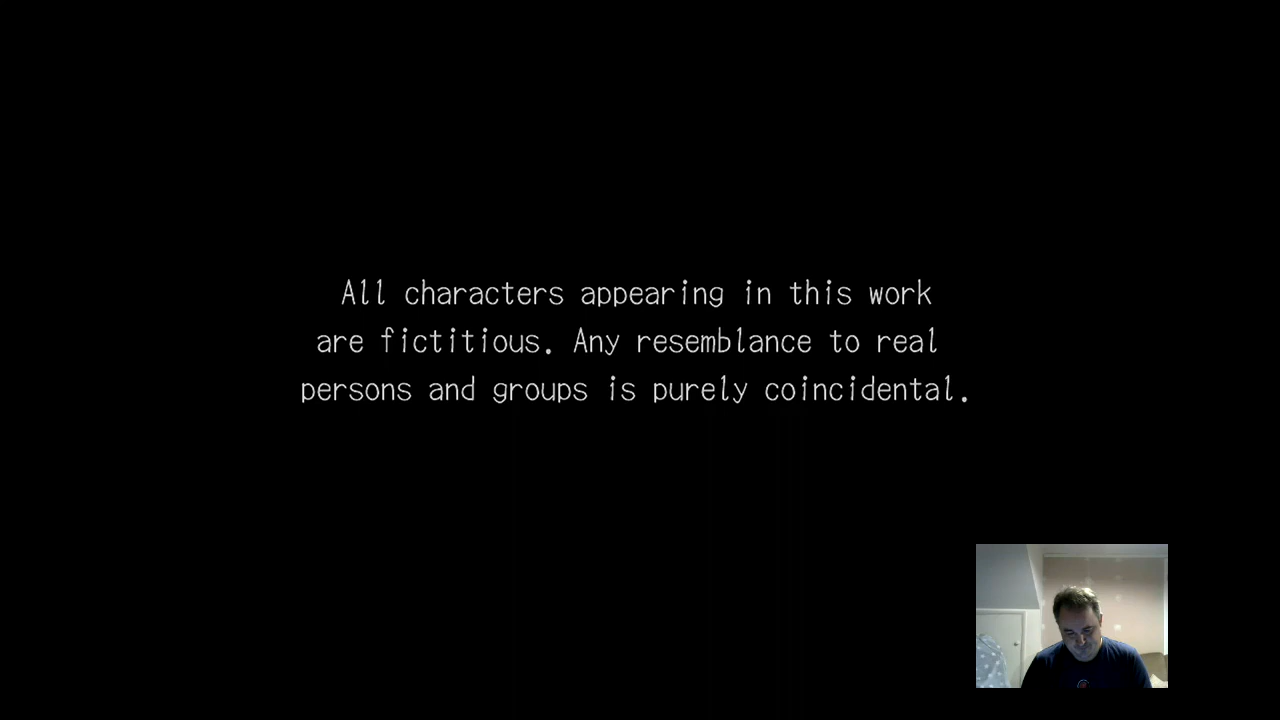 All characters appearing in this work
are fictitious. Any resemblance to real
persons and groups is purely coincidental.